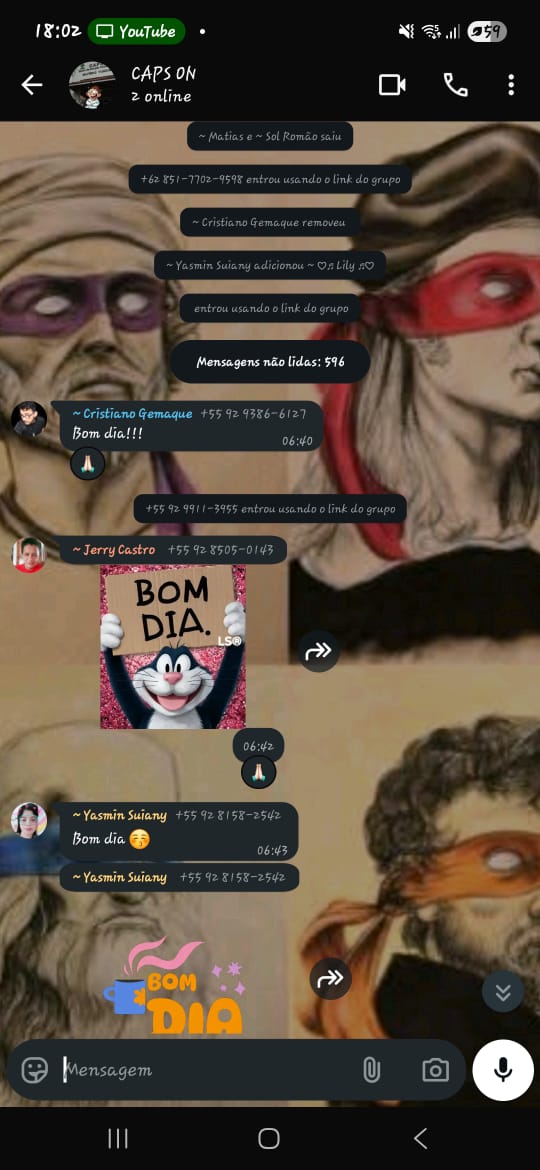 18:02 YouTube 59
CAPS ON
2 online
~ Matias e ~ Sol Romão saiu
+62 851-7702-9598 entrou usando o link do grupo
~ Cristiano Gemaque removeu
~ Yasmin Suiany adicionou ~ ♡♬ Lily ♬♡
entrou usando o link do grupo
Mensagens não lidas: 596
~ Cristiano Gemaque +55 92 9386-6127
Bom dia!!!
06:40
+55 92 9911-3955 entrou usando o link do grupo
~ Jerry Castro +55 92 8505-0143
BOM
DIA.
LS®
06:42
~ Yasmin Suiany +55 92 8158-2542
Bom dia 😚
06:43
~ Yasmin Suiany +55 92 8158-2542
BOM
DIA
Mensagem